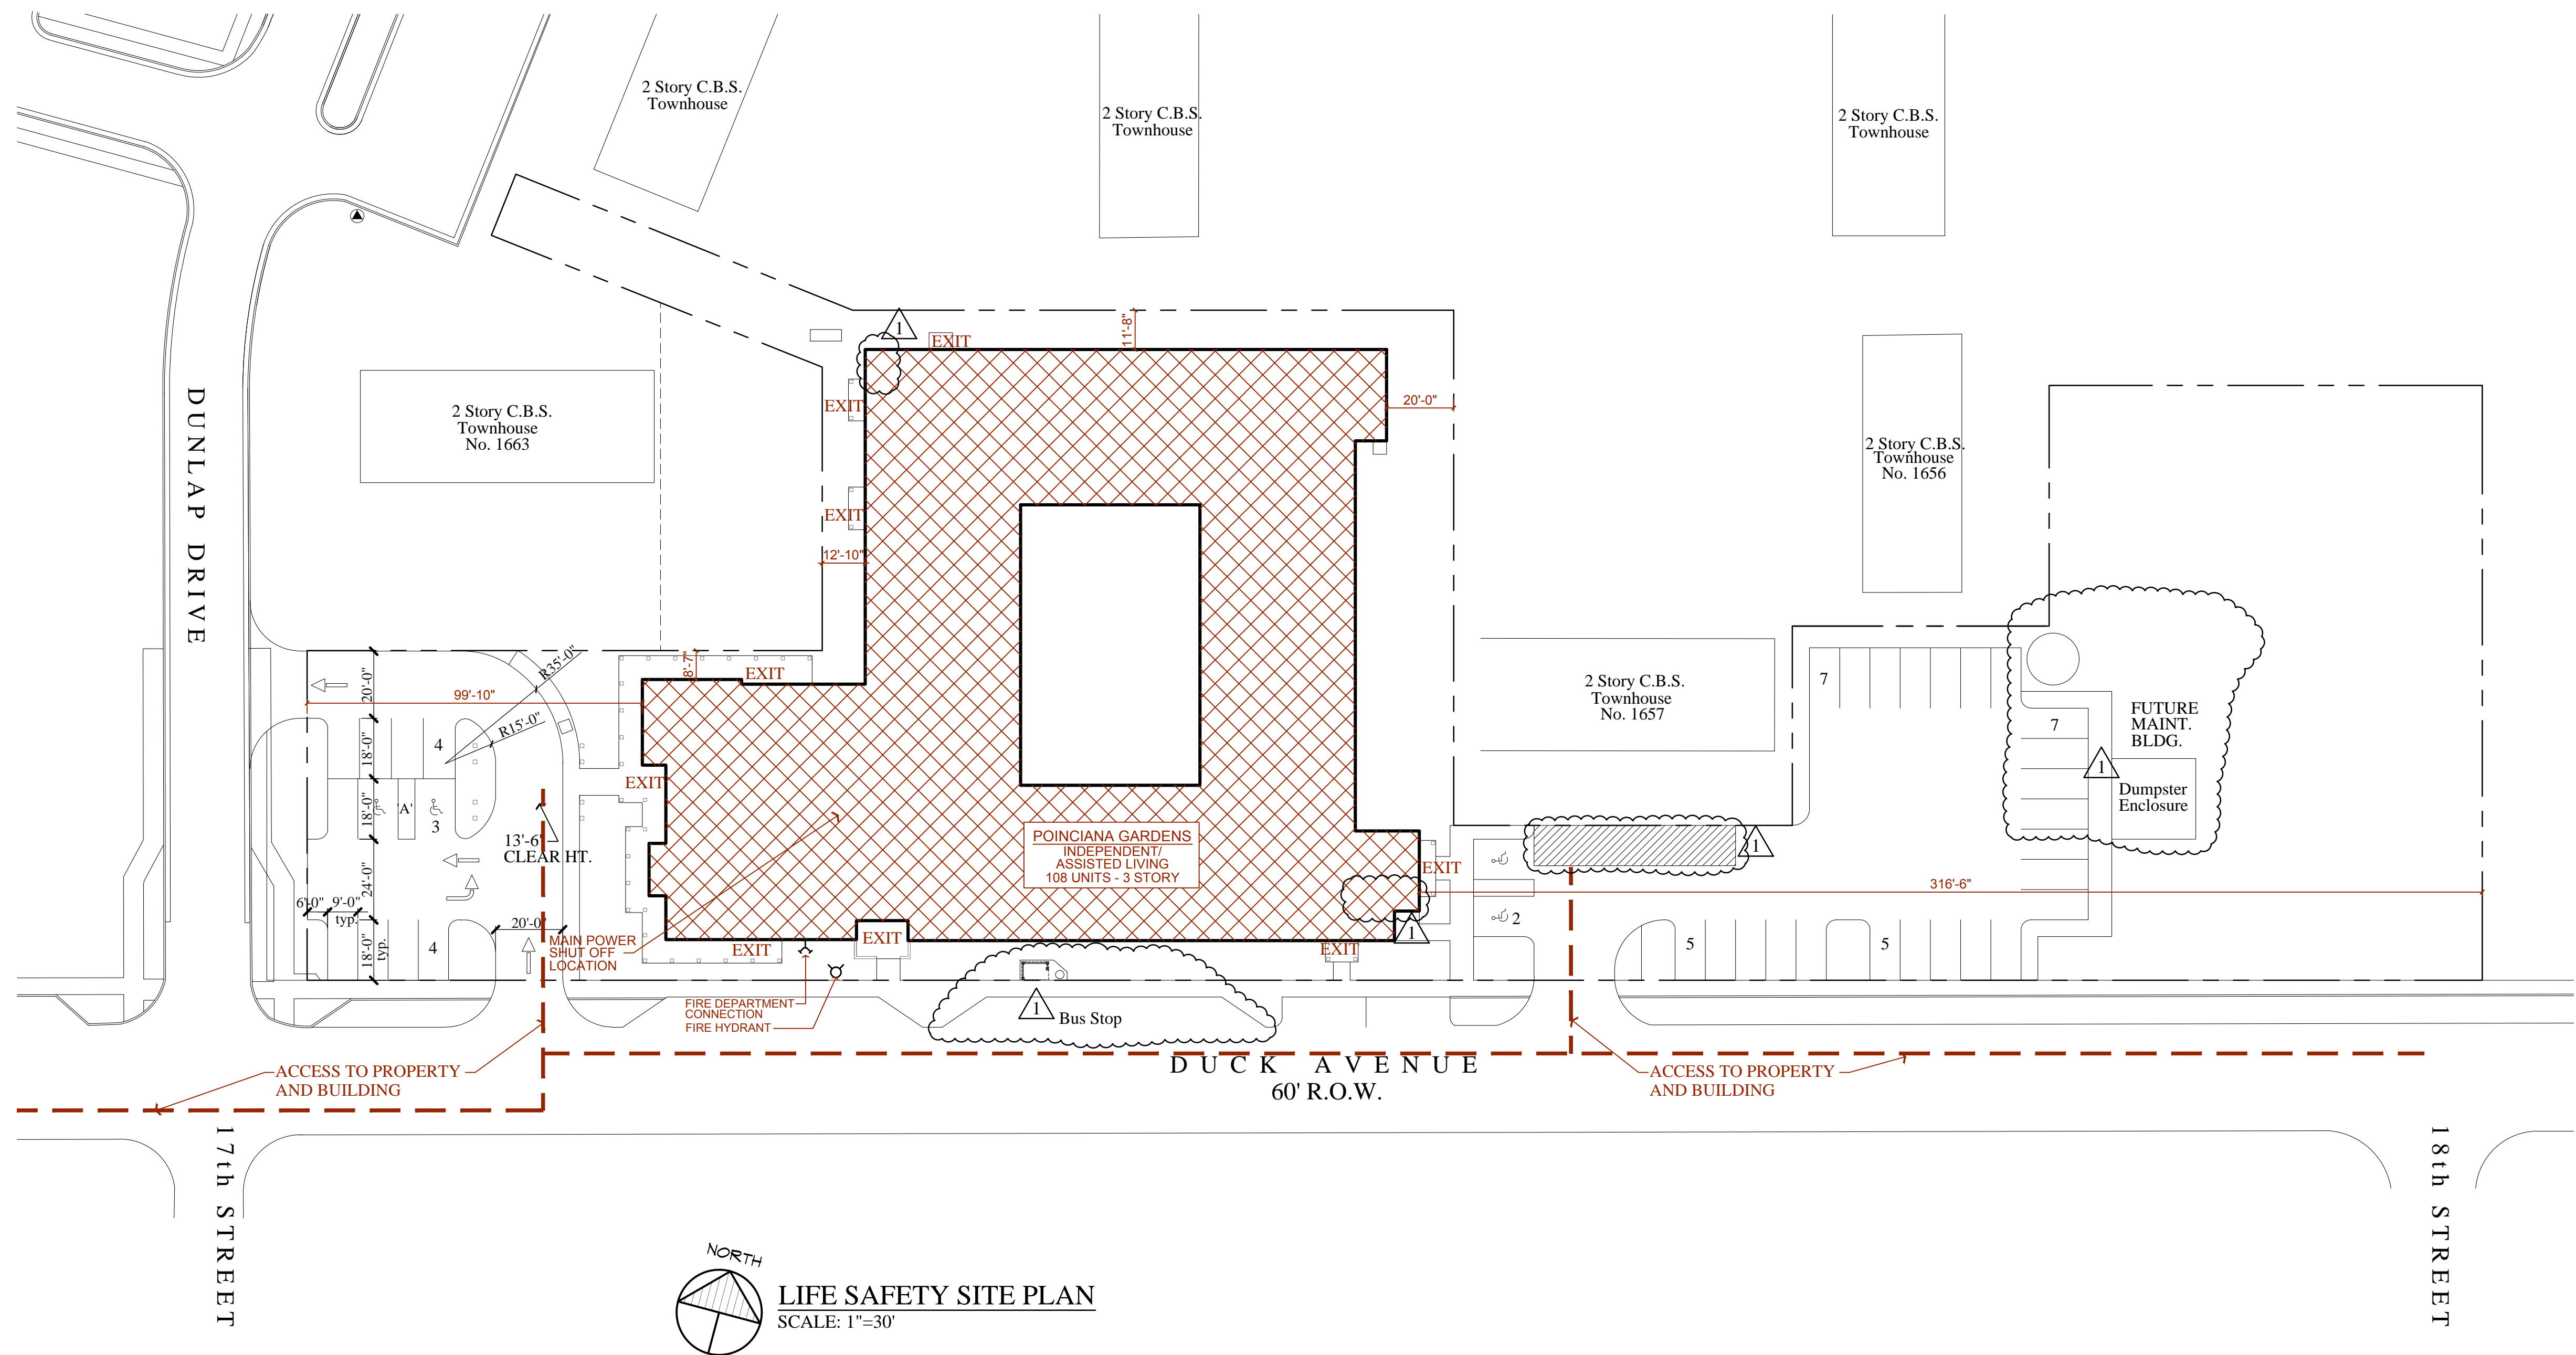 2 Story C.B.S.
Townhouse
2 Story C.B.S.
Townhouse
2 Story C.B.S.
Townhouse
1
EXIT
11'-8"
DUNLAP DRIVE
2 Story C.B.S.
Townhouse
No. 1663
EXIT
20'-0"
2 Story C.B.S.
Townhouse
No. 1656
EXIT
12'-10"
8'-7"
EXIT
R35'-0"
20'-0"
99'-10"
R15'-0"
4
18'-0"
EXIT
2 Story C.B.S.
Townhouse
No. 1657
7
7
FUTURE
MAINT.
BLDG.
1
Dumpster
Enclosure
18'-0"
'A'
3
13'-6"
CLEAR HT.
POINCIANA GARDENS
INDEPENDENT/
ASSISTED LIVING
108 UNITS - 3 STORY
EXIT
1
316'-6"
24'-0"
6'-0"
9'-0"
typ.
20'-0"
2
18'-0"
typ.
4
MAIN POWER
SHUT OFF
LOCATION
EXIT
EXIT
EXIT
1
5
5
FIRE DEPARTMENT
CONNECTION
FIRE HYDRANT
1
Bus Stop
ACCESS TO PROPERTY
AND BUILDING
DUCK AVENUE
60' R.O.W.
ACCESS TO PROPERTY
AND BUILDING
17th STREET
18th STREET
NORTH
LIFE SAFETY SITE PLAN
SCALE: 1"=30'